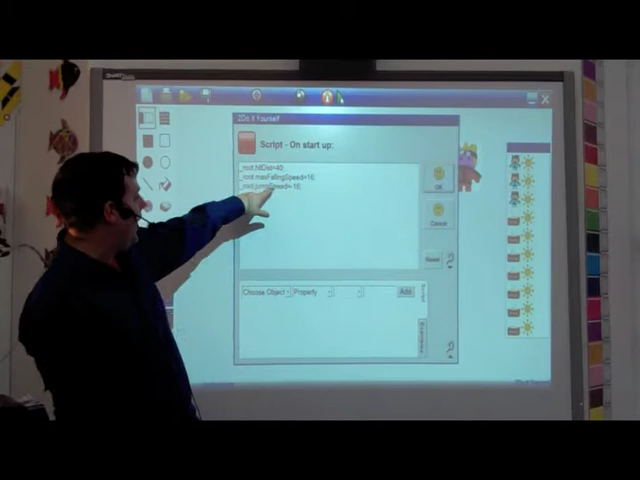 2Do It Yourself
Script - On start up:
_root.hitDist=40;
_root.maxFallingSpeed=16;
_root.jumpSpeed=-16;
OK
Cancel
Reset
Choose Object
Property
Add
Script